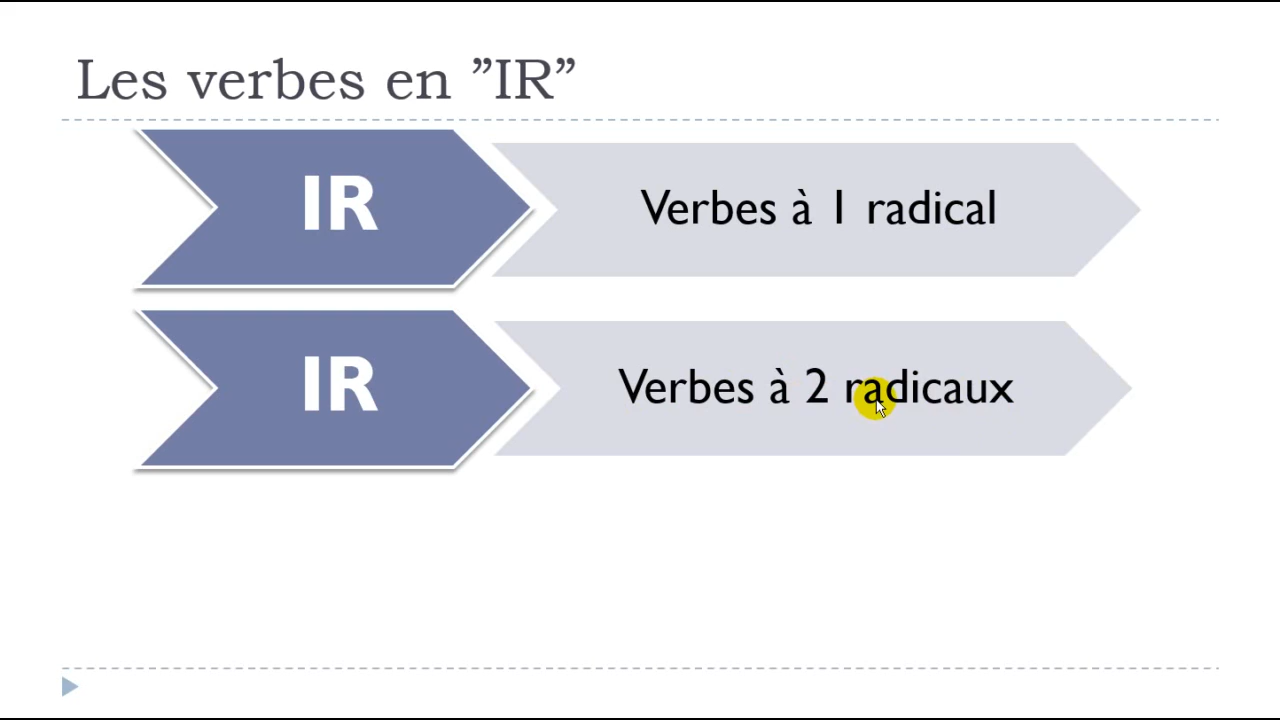 Les verbes en ”IR”
IR
Verbes à 1 radical
IR
Verbes à 2 radicaux